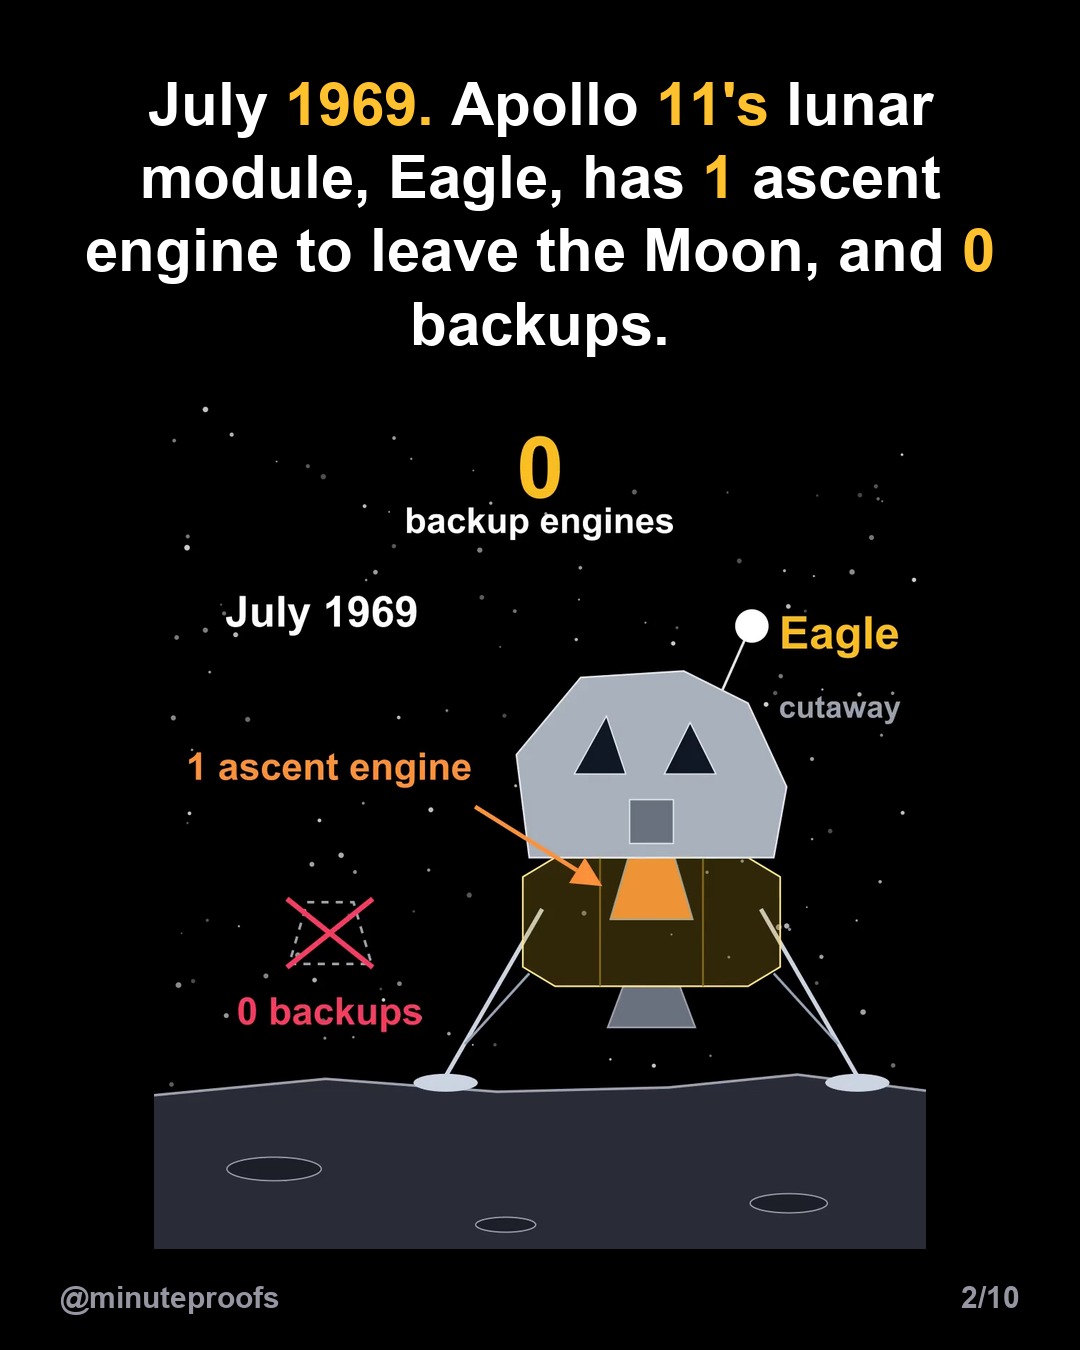 July 1969. Apollo 11's lunar
module, Eagle, has 1 ascent
engine to leave the Moon, and 0
backups.
0
backup engines
July 1969
Eagle
cutaway
1 ascent engine
0 backups
@minuteproofs
2/10